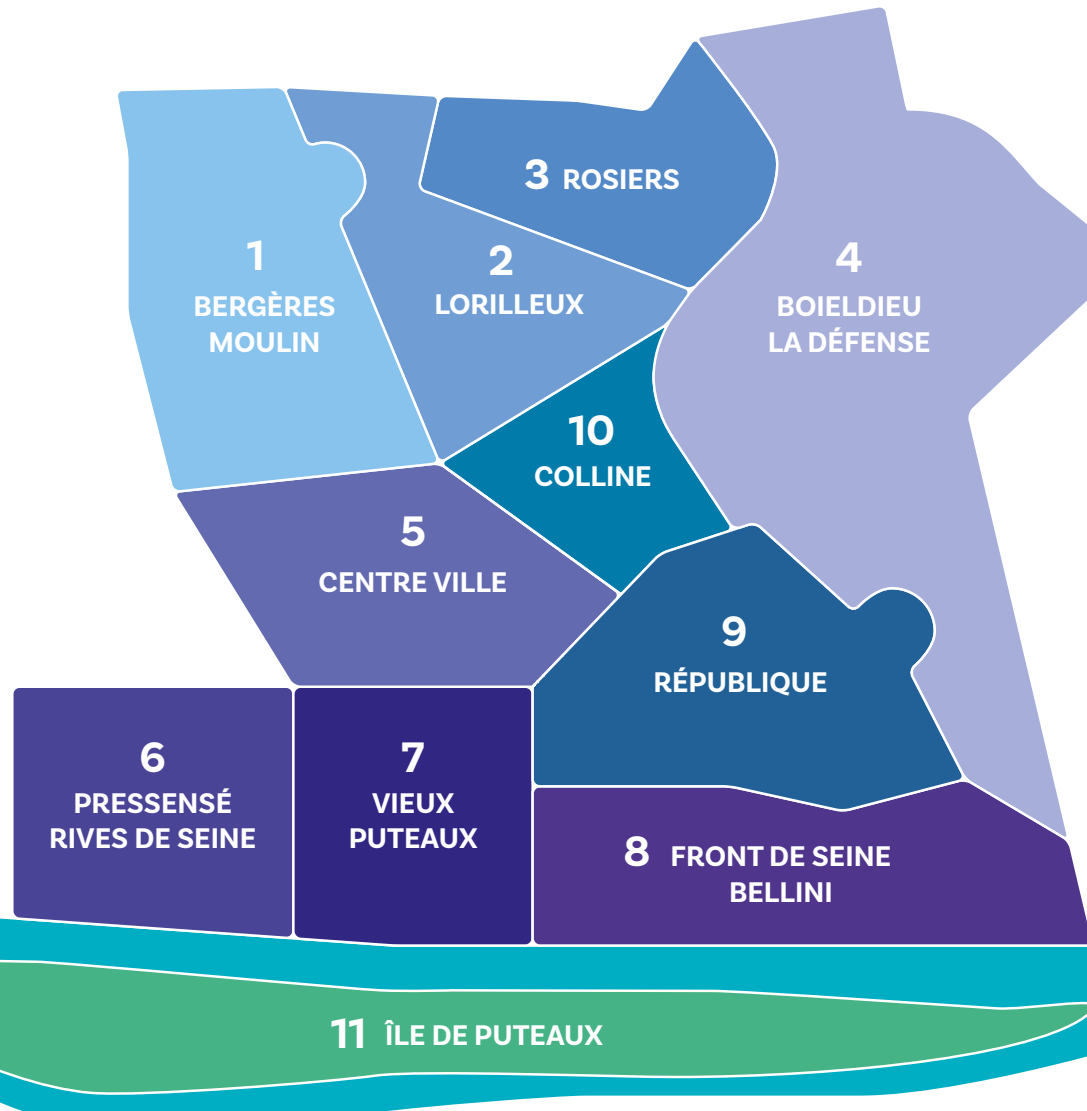 1
BERGÈRES
MOULIN
2
LORILLEUX
3 ROSIERS
4
BOIELDIEU
LA DÉFENSE
5
CENTRE VILLE
6
PRESSENSÉ
RIVES DE SEINE
7
VIEUX
PUTEAUX
8 FRONT DE SEINE
BELLINI
9
RÉPUBLIQUE
10
COLLINE
11 ÎLE DE PUTEAUX